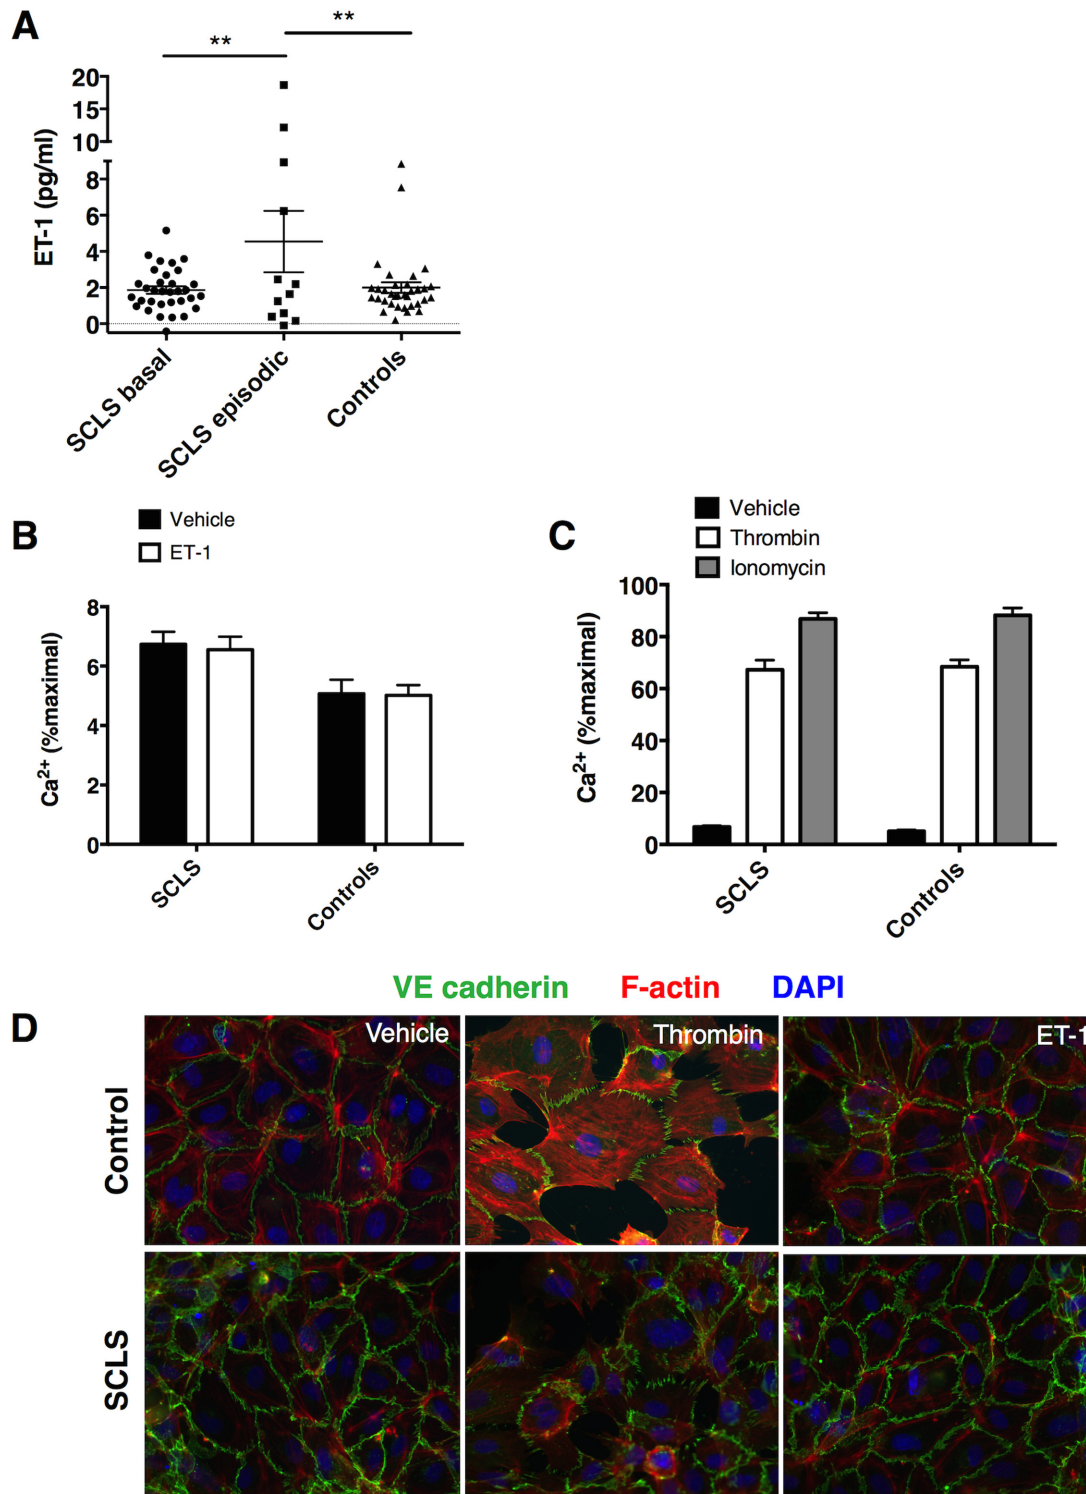 A
**
**
20
15
10
8
6
4
2
0
ET-1 (pg/ml)
SCLS basal
SCLS episodic
Controls
B
Vehicle
ET-1
8
6
4
2
0
Ca2+ (%maximal)
SCLS
Controls
C
Vehicle
Thrombin
Ionomycin
100
80
60
40
20
0
Ca2+ (%maximal)
SCLS
Controls
VE cadherin F-actin DAPI
D
Vehicle
Thrombin
ET-1
Control
SCLS